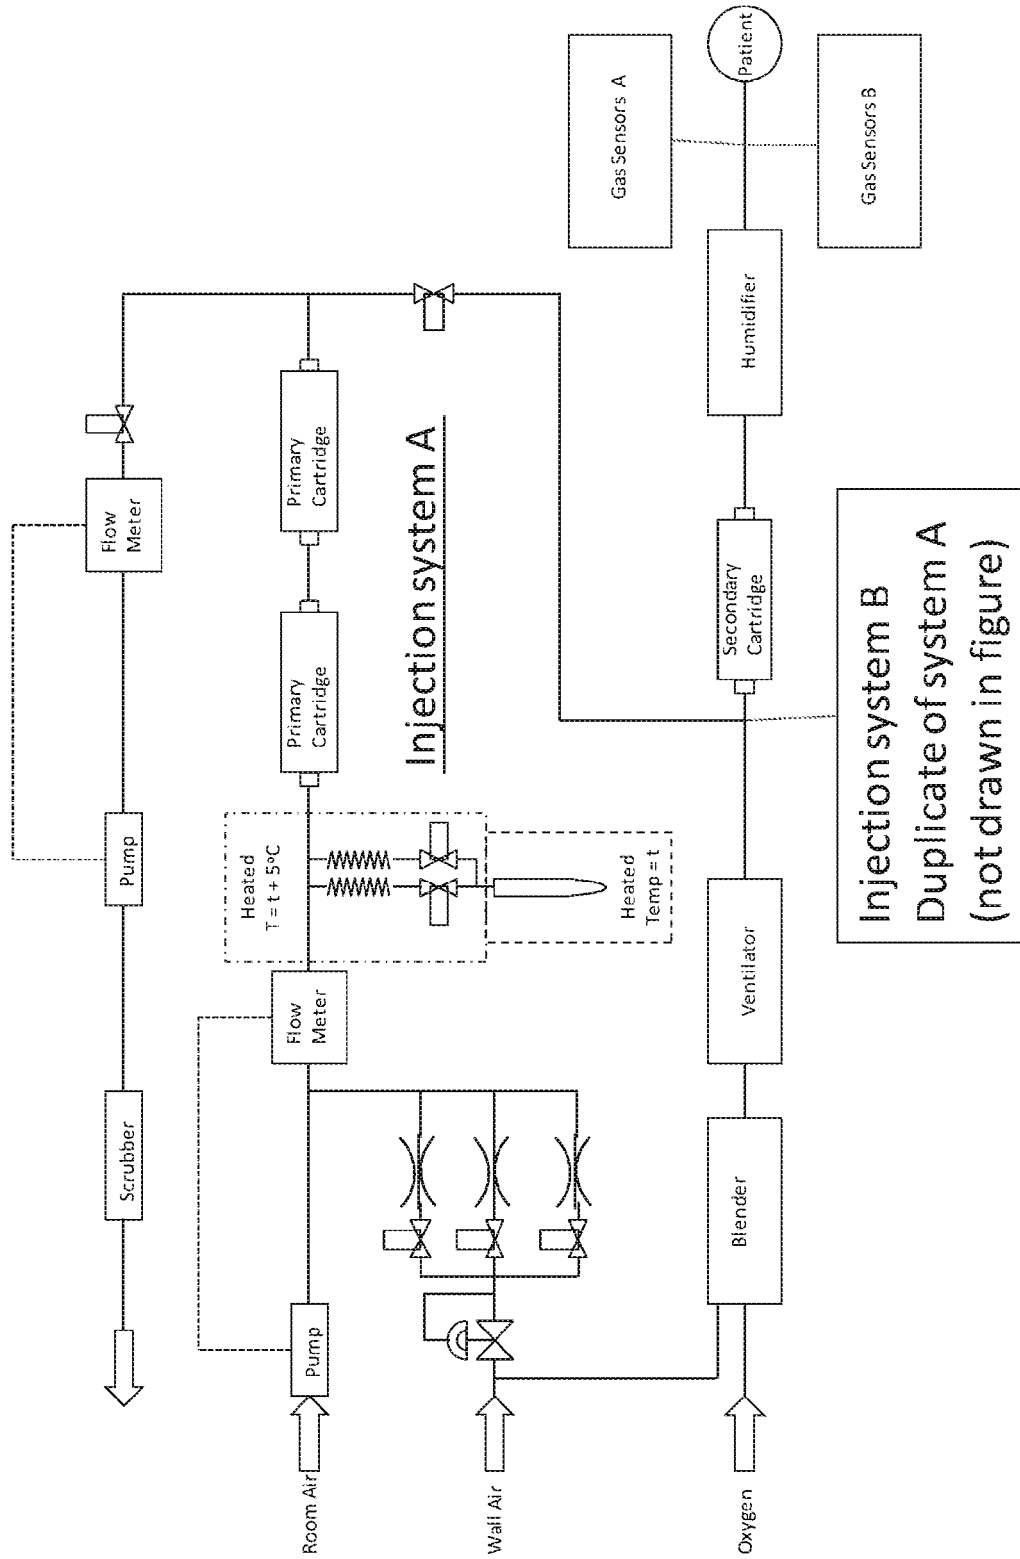 Scrubber
Pump
Flow
Meter
Room Air
Pump
Flow
Meter
Heated
T = t + 5ºC
Primary
Cartridge
Primary
Cartridge
Injection system A
Wall Air
Heated
Temp = t
Gas Sensors A
Oxygen
Blender
Ventilator
Secondary
Cartridge
Humidifier
Patient
Gas Sensors B
Injection system B
Duplicate of system A
(not drawn in figure)